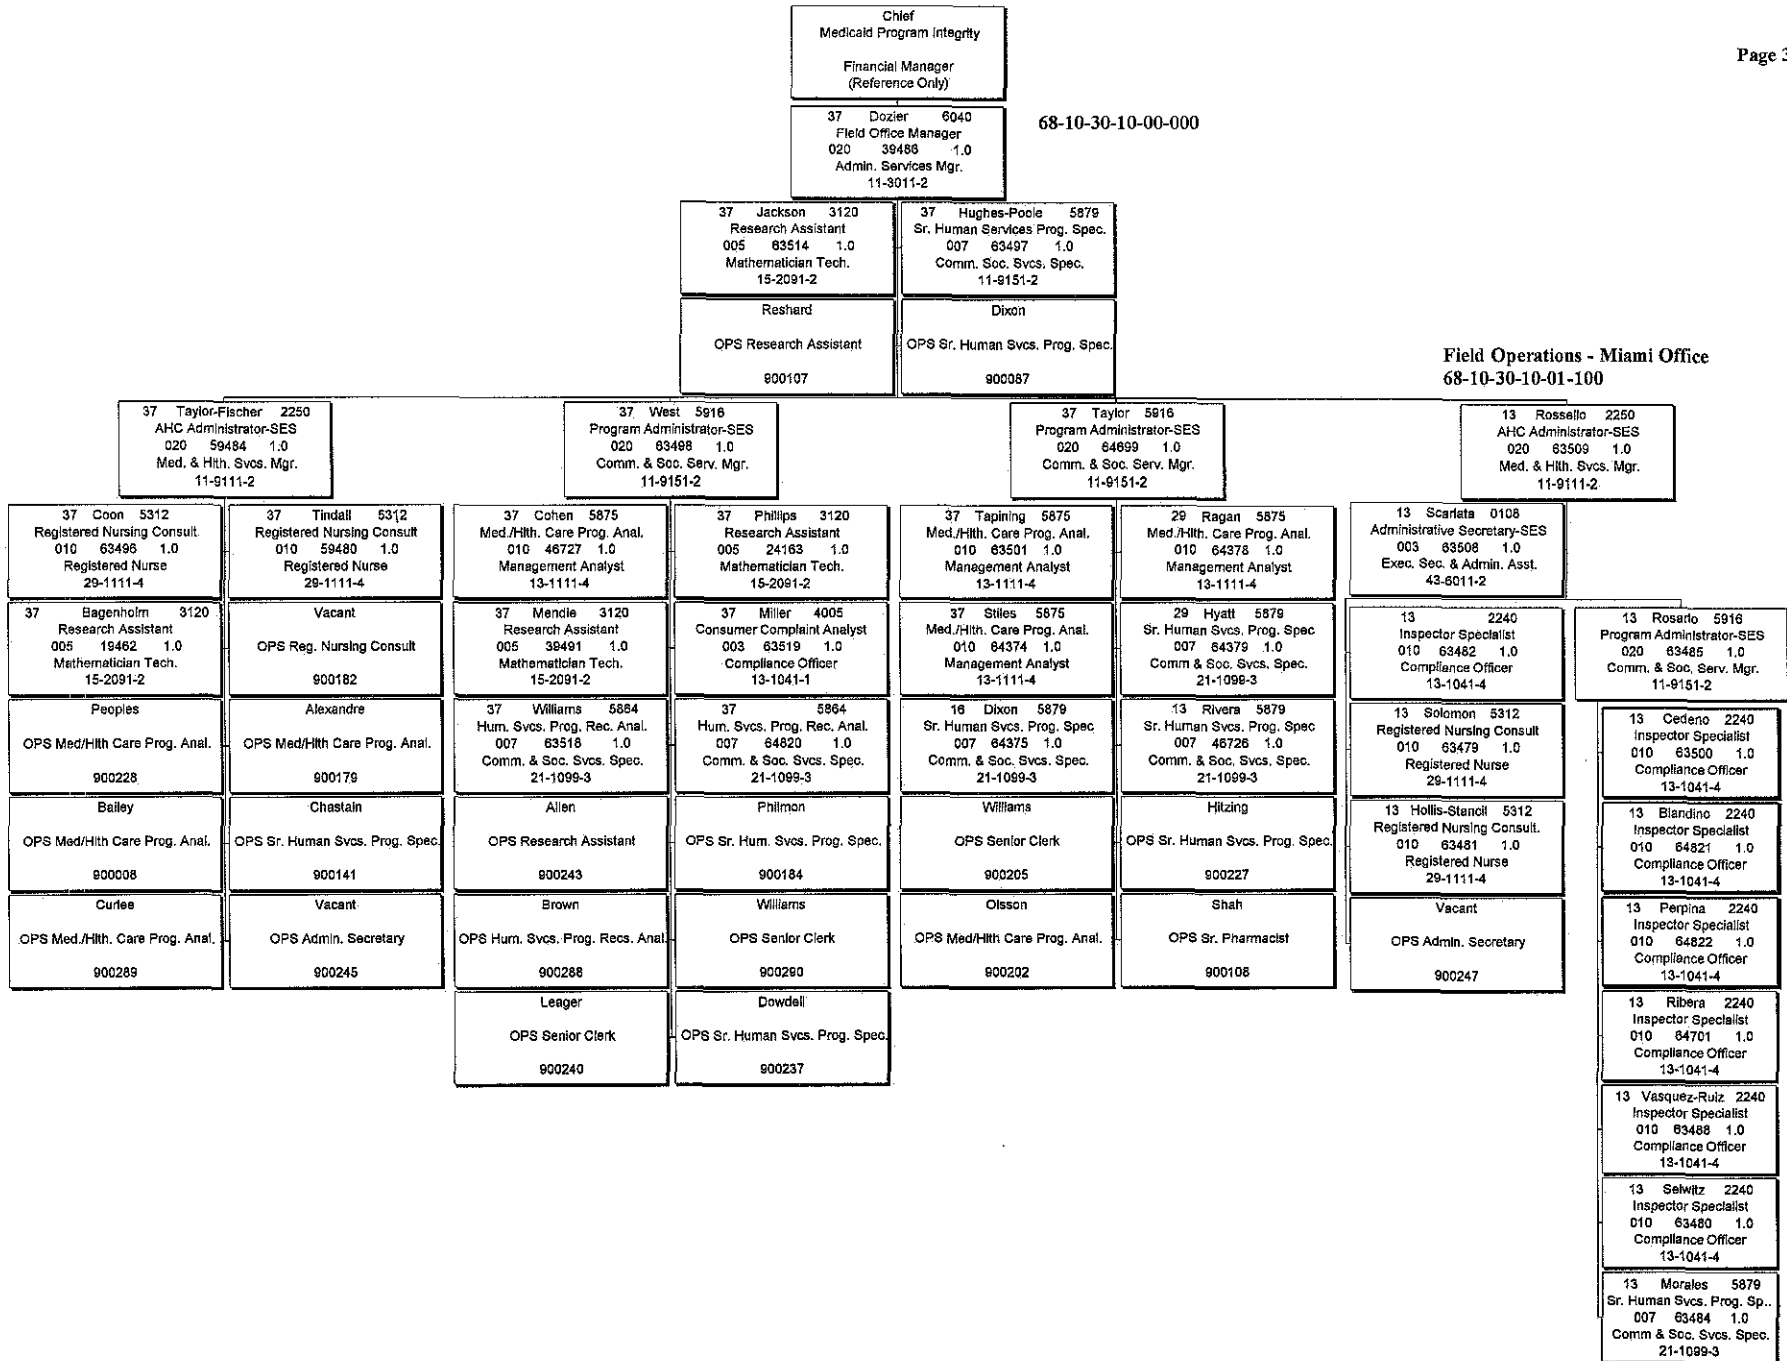 Chief
Medicaid Program Integrity
Financial Manager
(Reference Only)
Page 3
37 Dozier 6040
Field Office Manager
020 39486 1.0
Admin. Services Mgr.
11-3011-2
68-10-30-10-00-000
37 Jackson 3120
Research Assistant
005 63514 1.0
Mathematician Tech.
15-2091-2
37 Hughes-Poole 5879
Sr. Human Services Prog. Spec.
007 63497 1.0
Comm. Soc. Svcs. Spec.
11-9151-2
Reshard
OPS Research Assistant
900107
Dixon
OPS Sr. Human Svcs. Prog. Spec.
900087
Field Operations - Miami Office
68-10-30-10-01-100
37 Taylor-Fischer 2250
AHC Administrator-SES
020 59484 1.0
Med. & Hlth. Svcs. Mgr.
11-9111-2
37 West 5916
Program Administrator-SES
020 63498 1.0
Comm. & Soc. Serv. Mgr.
11-9151-2
37 Taylor 5916
Program Administrator-SES
020 64699 1.0
Comm. & Soc. Serv. Mgr.
11-9151-2
13 Rossello 2250
AHC Administrator-SES
020 63509 1.0
Med. & Hlth. Svcs. Mgr.
11-9111-2
37 Coon 5312
Registered Nursing Consult.
010 63496 1.0
Registered Nurse
29-1111-4
37 Tindall 5312
Registered Nursing Consult
010 59480 1.0
Registered Nurse
29-1111-4
37 Bagenholm 3120
Research Assistant
005 19462 1.0
Mathematician Tech.
15-2091-2
Vacant
OPS Reg. Nursing Consult
900182
Peoples
OPS Med/Hlth Care Prog. Anal.
900228
Alexandre
OPS Med/Hlth Care Prog. Anal.
900179
Bailey
OPS Med/Hlth Care Prog. Anal.
900008
Chastain
OPS Sr. Human Svcs. Prog. Spec.
900141
Curlee
OPS Med./Hlth. Care Prog. Anal.
900289
Vacant
OPS Admin. Secretary
900245
37 Cohen 5875
Med./Hlth. Care Prog. Anal.
010 46727 1.0
Management Analyst
13-1111-4
37 Phillips 3120
Research Assistant
005 24163 1.0
Mathematician Tech.
15-2091-2
37 Mendie 3120
Research Assistant
005 39491 1.0
Mathematician Tech.
15-2091-2
37 Miller 4005
Consumer Complaint Analyst
003 63519 1.0
Compliance Officer
13-1041-1
37 Williams 5864
Hum. Svcs. Prog. Rec. Anal.
007 63518 1.0
Comm. & Soc. Svcs. Spec.
21-1099-3
37 5864
Hum. Svcs. Prog. Rec. Anal.
007 64820 1.0
Comm. & Soc. Svcs. Spec.
21-1099-3
Allen
OPS Research Assistant
900243
Philmon
OPS Sr. Hum. Svcs. Prog. Spec.
900184
Brown
OPS Hum. Svcs. Prog. Recs. Anal.
900288
Williams
OPS Senior Clerk
900290
Leager
OPS Senior Clerk
900240
Dowdell
OPS Sr. Human Svcs. Prog. Spec.
900237
37 Tapining 5875
Med./Hlth. Care Prog. Anal.
010 63501 1.0
Management Analyst
13-1111-4
29 Ragan 5875
Med./Hlth. Care Prog. Anal.
010 64378 1.0
Management Analyst
13-1111-4
37 Stiles 5875
Med./Hlth. Care Prog. Anal.
010 64374 1.0
Management Analyst
13-1111-4
29 Hyatt 5879
Sr. Human Svcs. Prog. Spec
007 64379 1.0
Comm & Soc. Svcs. Spec.
21-1099-3
16 Dixon 5879
Sr. Human Svcs. Prog. Spec
007 64375 1.0
Comm. & Soc. Svcs. Spec.
21-1099-3
13 Rivera 5879
Sr. Human Svcs. Prog. Spec
007 46726 1.0
Comm. & Soc. Svcs. Spec.
21-1099-3
Williams
OPS Senior Clerk
900205
Hitzing
OPS Sr. Human Svcs. Prog. Spec.
900227
Olsson
OPS Med/Hlth Care Prog. Anal.
900202
Shah
OPS Sr. Pharmacist
900108
13 Scarlata 0108
Administrative Secretary-SES
003 63508 1.0
Exec. Sec. & Admin. Asst.
43-6011-2
13 2240
Inspector Specialist
010 63482 1.0
Compliance Officer
13-1041-4
13 Rosario 5916
Program Administrator-SES
020 63485 1.0
Comm. & Soc. Serv. Mgr.
11-9151-2
13 Solomon 5312
Registered Nursing Consult
010 63479 1.0
Registered Nurse
29-1111-4
13 Hollis-Stancil 5312
Registered Nursing Consult.
010 63481 1.0
Registered Nurse
29-1111-4
Vacant
OPS Admin. Secretary
900247
13 Cedeno 2240
Inspector Specialist
010 63500 1.0
Compliance Officer
13-1041-4
13 Blandino 2240
Inspector Specialist
010 64821 1.0
Compliance Officer
13-1041-4
13 Perpina 2240
Inspector Specialist
010 64822 1.0
Compliance Officer
13-1041-4
13 Ribera 2240
Inspector Specialist
010 64701 1.0
Compliance Officer
13-1041-4
13 Vasquez-Ruiz 2240
Inspector Specialist
010 63488 1.0
Compliance Officer
13-1041-4
13 Selwitz 2240
Inspector Specialist
010 63480 1.0
Compliance Officer
13-1041-4
13 Morales 5879
Sr. Human Svcs. Prog. Sp..
007 63484 1.0
Comm & Soc. Svcs. Spec.
21-1099-3